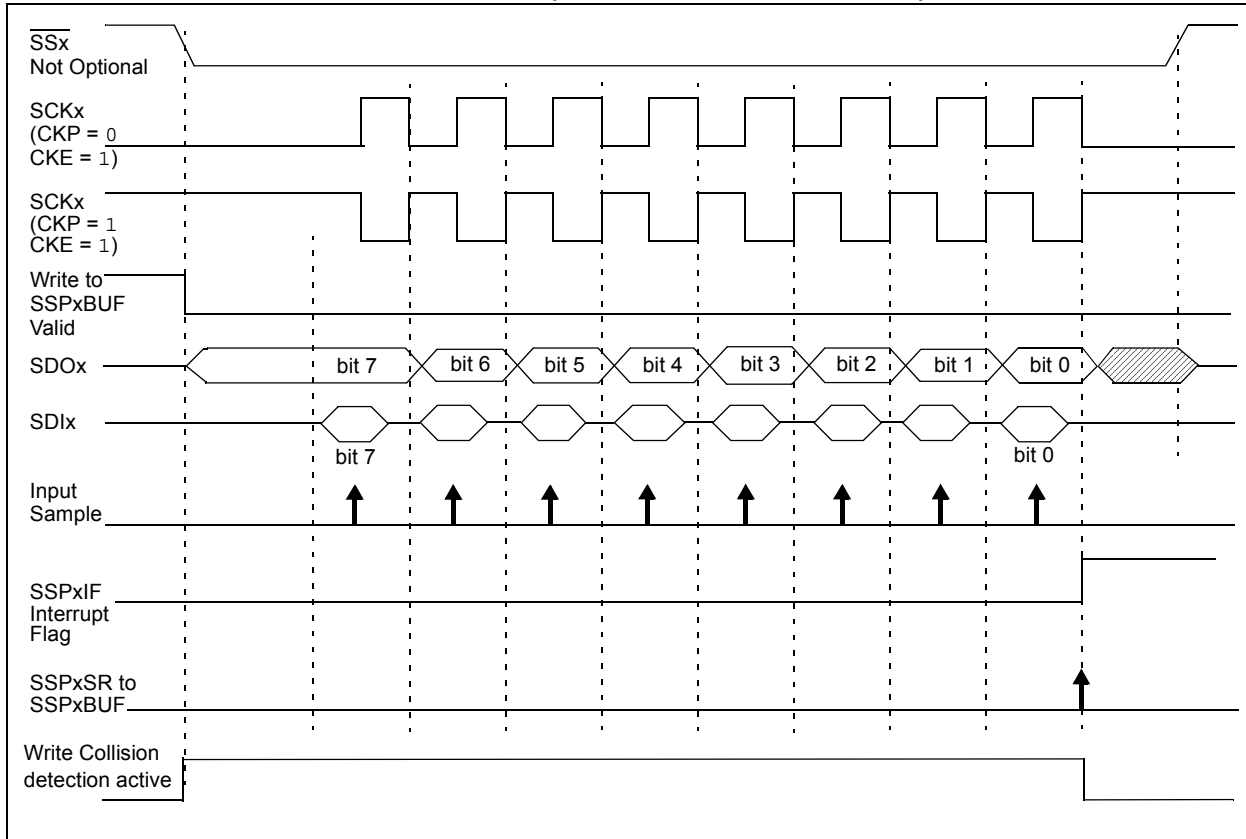 SSx
Not Optional
SCKx
(CKP = 0
CKE = 1)
SCKx
(CKP = 1
CKE = 1)
Write to
SSPxBUF
Valid
SDOx
bit 7
bit 6
bit 5
bit 4
bit 3
bit 2
bit 1
bit 0
SDIx
bit 7
bit 0
Input
Sample
SSPxIF
Interrupt
Flag
SSPxSR to
SSPxBUF
Write Collision
detection active